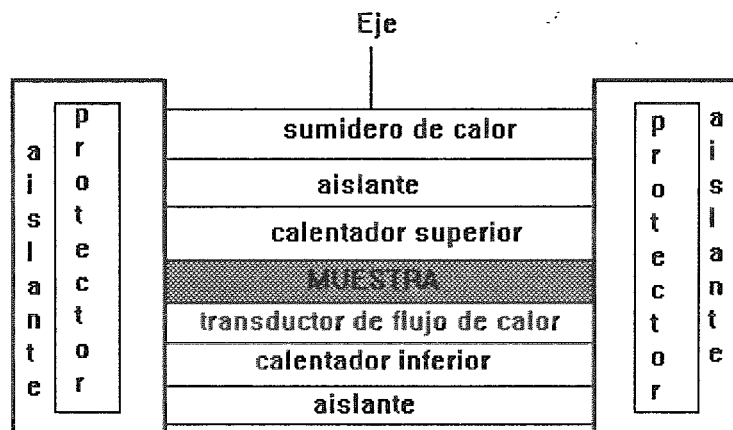 Eje
aislante
protector
sumidero de calor
aislante
calentador superior
MUESTRA
transductor de flujo de calor
calentador inferior
aislante
protector
aislante